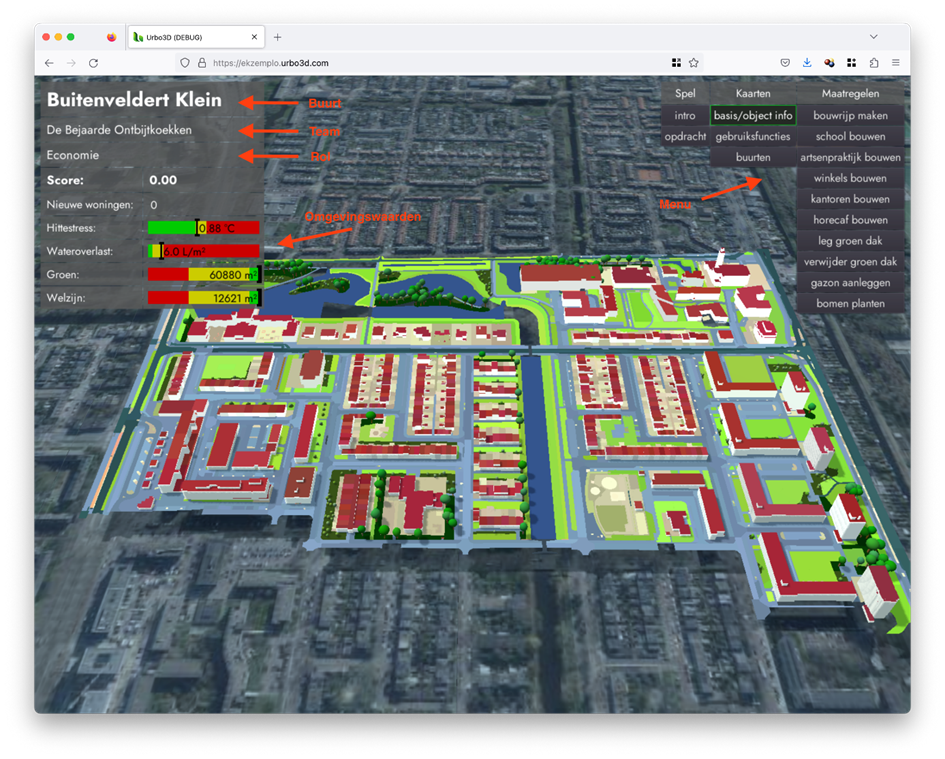 Urbo3D (DEBUG)
https://ekzemplo.urbo3d.com
Buitenveldert Klein
Buurt
De Bejaarde Ontbijtkoekken
Team
Economie
Rol
Score: 0.00
Nieuwe woningen: 0
Omgevingswaarden
Hittestress: 0.88 °C
Wateroverlast: 6.0 L/m²
Groen: 60880 m²
Welzijn: 12621 m²
Spel Kaarten Maatregelen
intro basis/object info bouwrijp maken
opdracht gebruiksfuncties school bouwen
buurten artsenpraktijk bouwen
winkels bouwen
Menu
kantoren bouwen
horecaf bouwen
leg groen dak
verwijder groen dak
gazon aanleggen
bomen planten